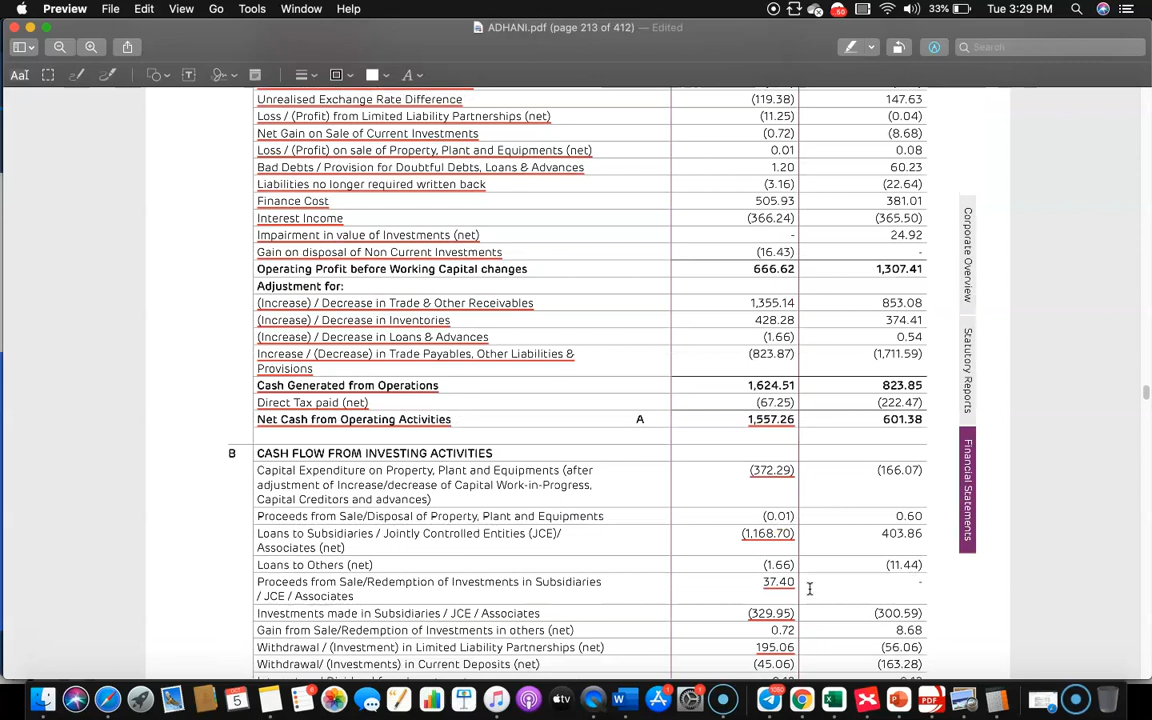 Preview File Edit View Go Tools Window Help 33% Tue 3:29 PM
ADHANI.pdf (page 213 of 412) — Edited
Search
Unrealised Exchange Rate Difference (119.38) 147.63
Loss / (Profit) from Limited Liability Partnerships (net) (11.25) (0.04)
Net Gain on Sale of Current Investments (0.72) (8.68)
Loss / (Profit) on sale of Property, Plant and Equipments (net) 0.01 0.08
Bad Debts / Provision for Doubtful Debts, Loans & Advances 1.20 60.23
Liabilities no longer required written back (3.16) (22.64)
Finance Cost 505.93 381.01
Interest Income (366.24) (365.50)
Impairment in value of Investments (net) - 24.92
Gain on disposal of Non Current Investments (16.43) -
Operating Profit before Working Capital changes 666.62 1,307.41
Adjustment for:
(Increase) / Decrease in Trade & Other Receivables 1,355.14 853.08
(Increase) / Decrease in Inventories 428.28 374.41
(Increase) / Decrease in Loans & Advances (1.66) 0.54
Increase / (Decrease) in Trade Payables, Other Liabilities & (823.87) (1,711.59)
Provisions
Cash Generated from Operations 1,624.51 823.85
Direct Tax paid (net) (67.25) (222.47)
Net Cash from Operating Activities A 1,557.26 601.38
B CASH FLOW FROM INVESTING ACTIVITIES
Capital Expenditure on Property, Plant and Equipments (after (372.29) (166.07)
adjustment of Increase/decrease of Capital Work-in-Progress,
Capital Creditors and advances)
Proceeds from Sale/Disposal of Property, Plant and Equipments (0.01) 0.60
Loans to Subsidiaries / Jointly Controlled Entities (JCE)/ (1,168.70) 403.86
Associates (net)
Loans to Others (net) (1.66) (11.44)
Proceeds from Sale/Redemption of Investments in Subsidiaries 37.40 -
/ JCE / Associates
Investments made in Subsidiaries / JCE / Associates (329.95) (300.59)
Gain from Sale/Redemption of Investments in others (net) 0.72 8.68
Withdrawal / (Investment) in Limited Liability Partnerships (net) 195.06 (56.06)
Withdrawal/ (Investments) in Current Deposits (net) (45.06) (163.28)
Corporate Overview
Statutory Reports
Financial Statements